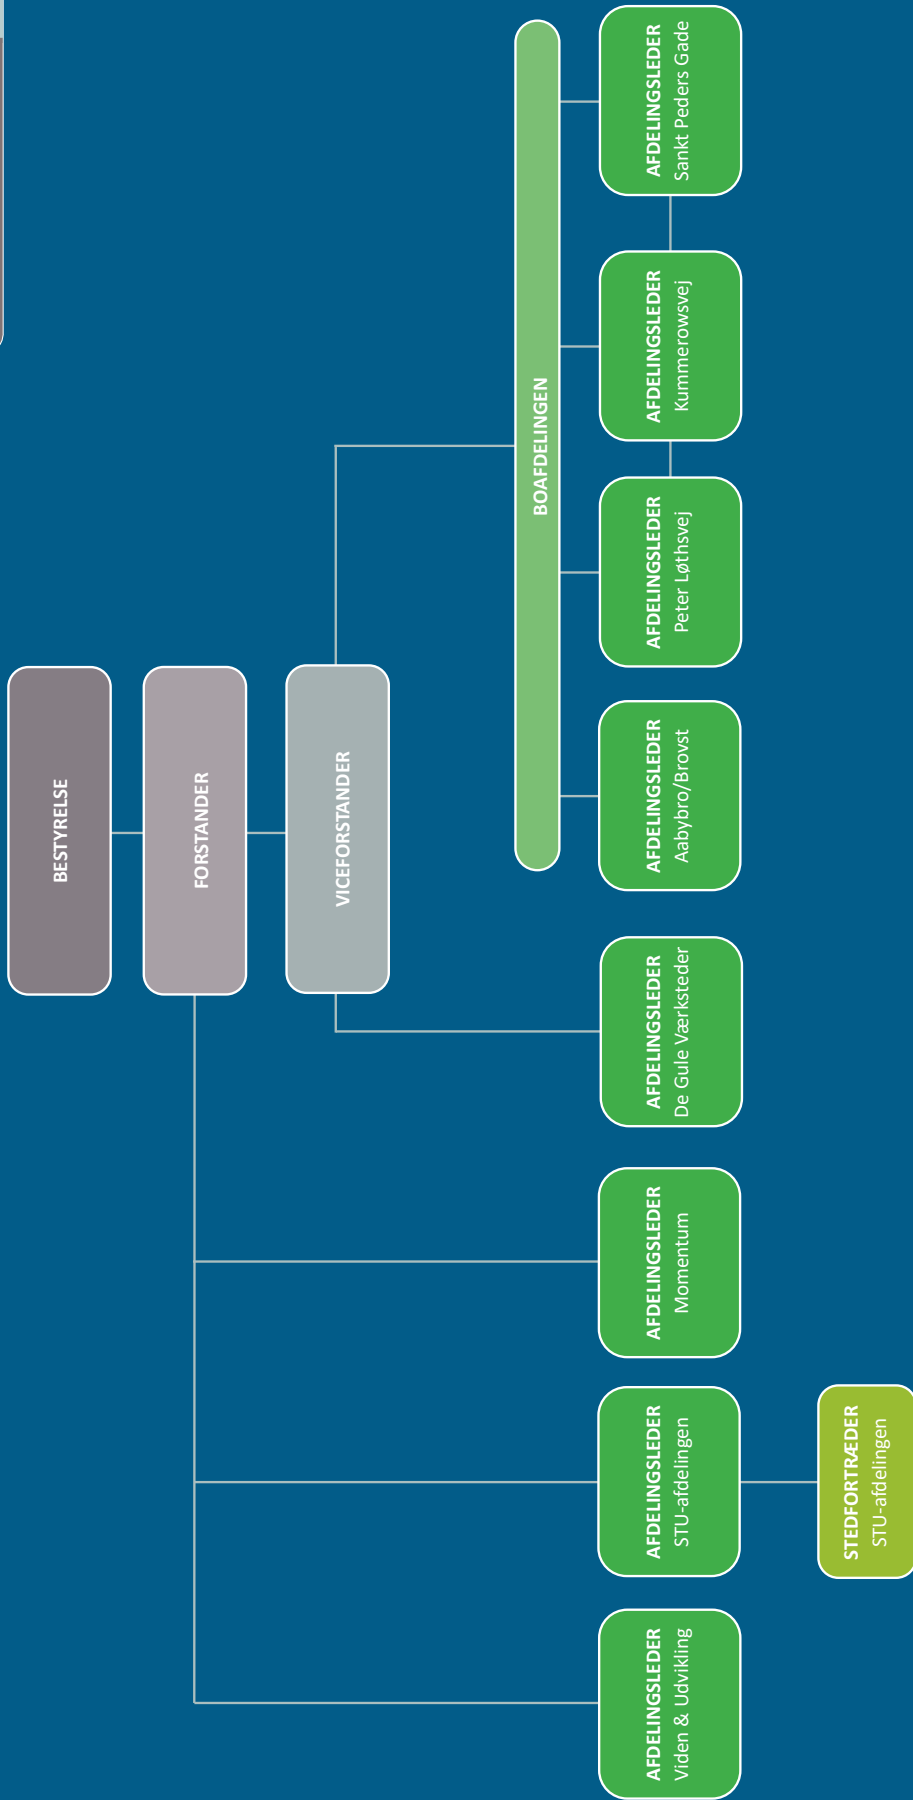 BESTYRELSE
FORSTANDER
VICEFORSTANDER
BOAFDELINGEN
AFDELINGSLEDER
Viden & Udvikling
AFDELINGSLEDER
STU-afdelingen
AFDELINGSLEDER
Momentum
AFDELINGSLEDER
De Gule Værksteder
AFDELINGSLEDER
Aabybro/Brovst
AFDELINGSLEDER
Peter Løthsvej
AFDELINGSLEDER
Kummerowsvej
AFDELINGSLEDER
Sankt Peders Gade
STEDFORTRÆDER
STU-afdelingen